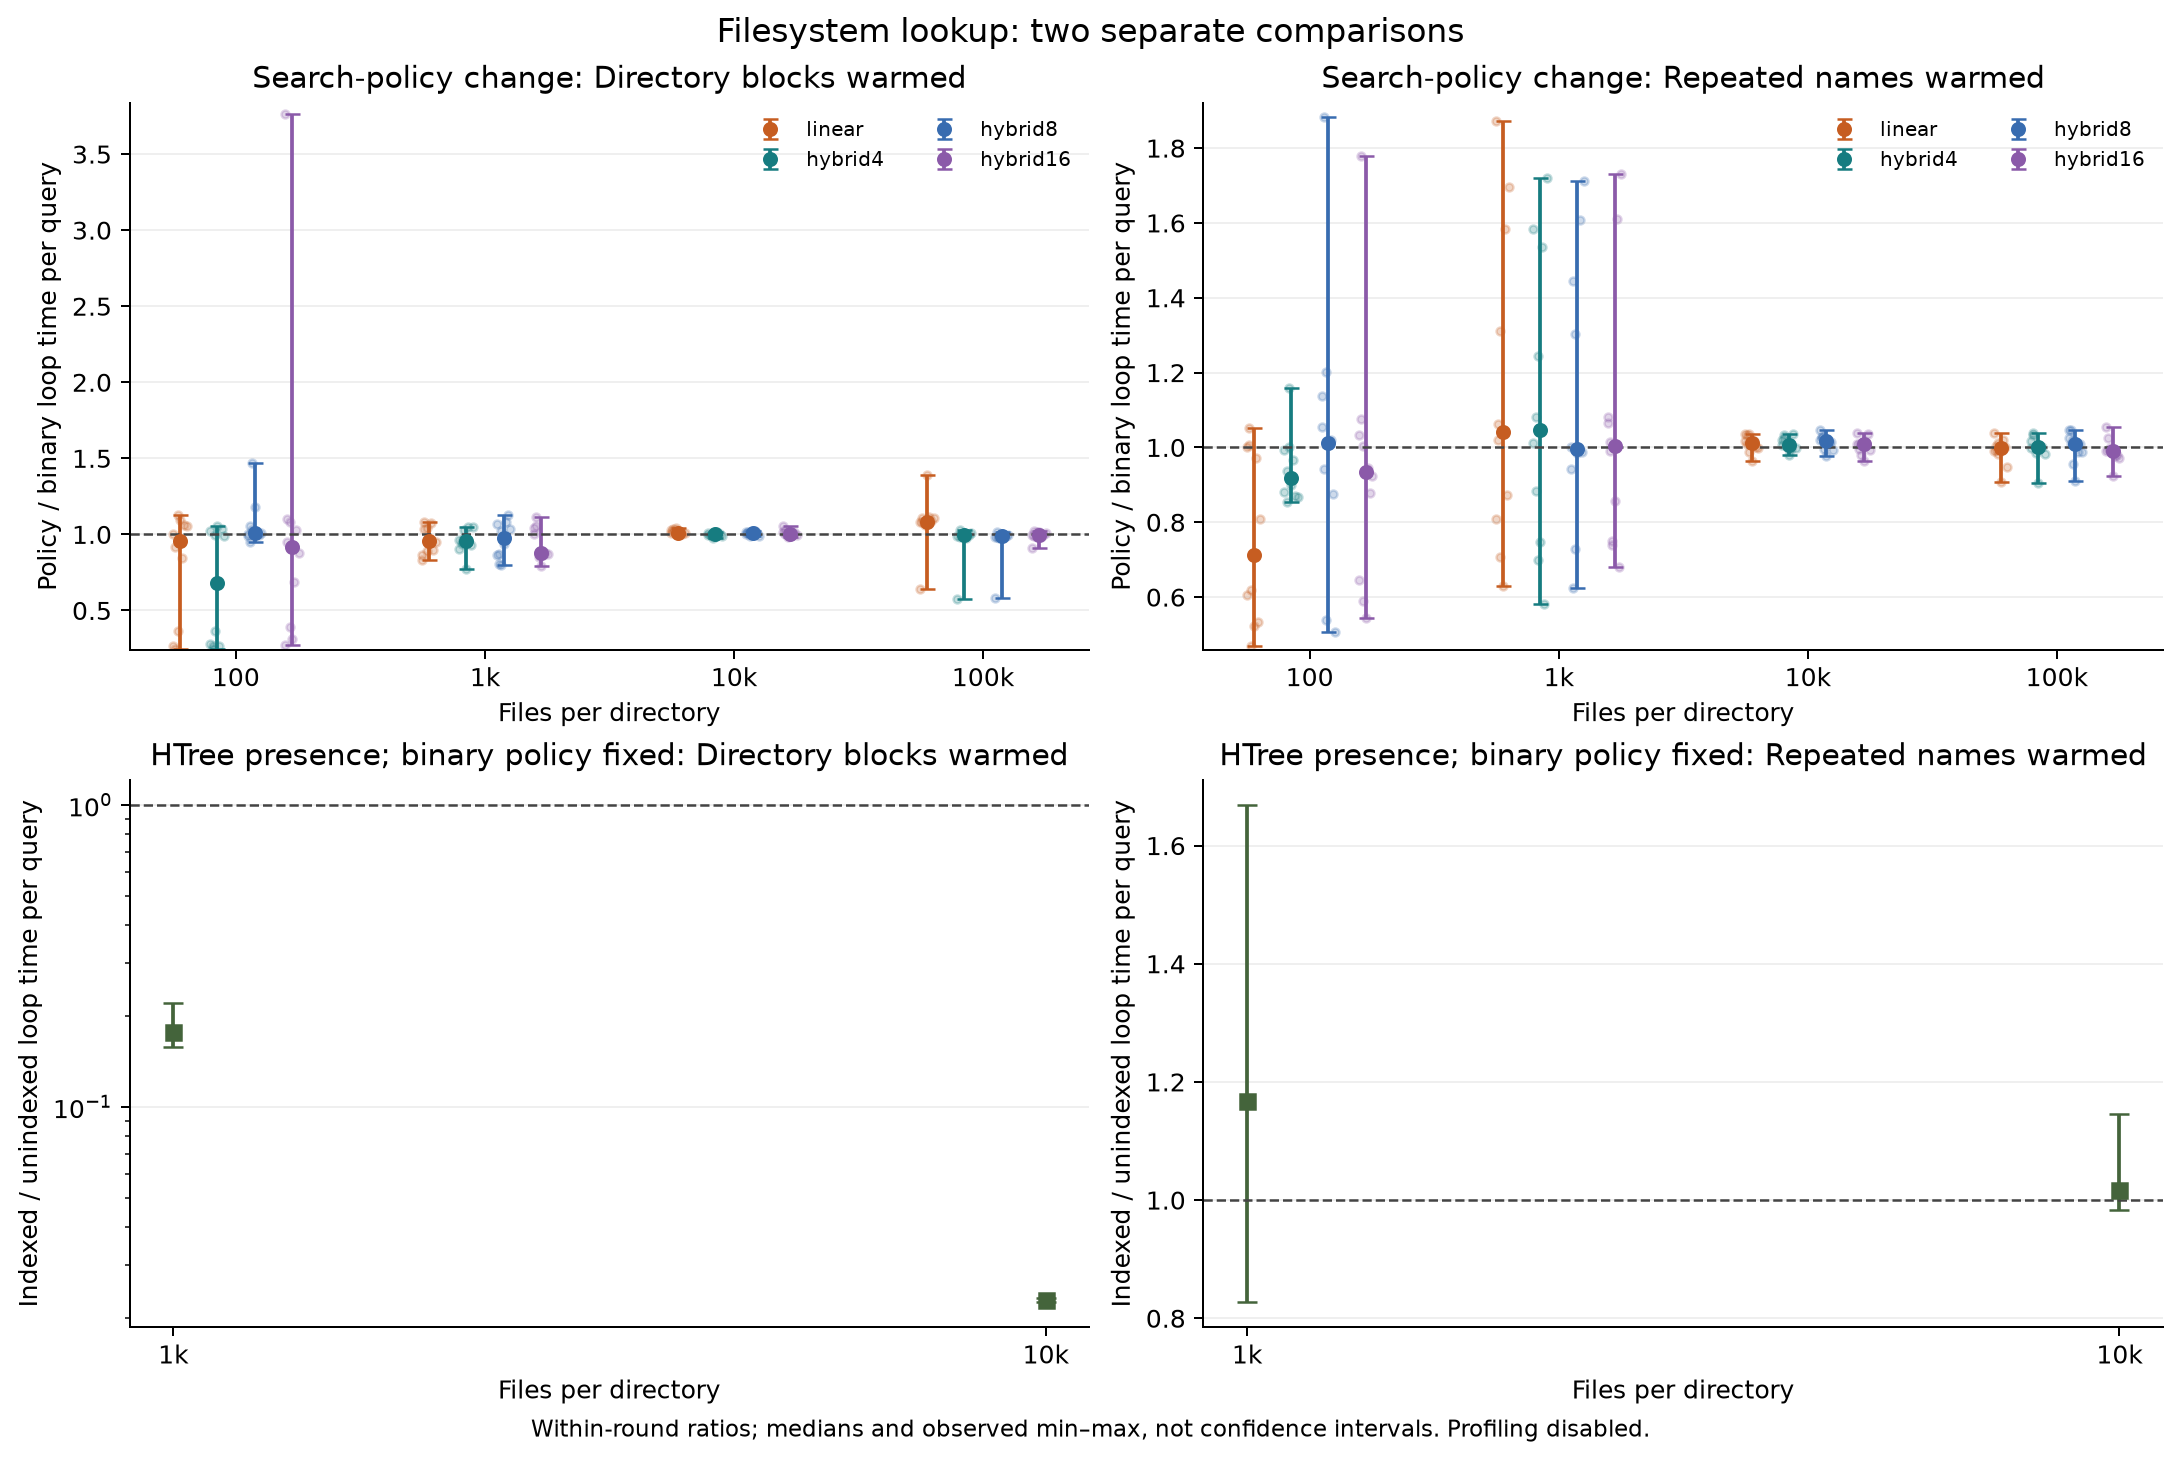 Filesystem lookup: two separate comparisons
Search-policy change: Directory blocks warmed
Policy / binary loop time per query
3.5
3.0
2.5
2.0
1.5
1.0
0.5
linear
hybrid4
hybrid8
hybrid16
100
1k
10k
100k
Files per directory
Search-policy change: Repeated names warmed
Policy / binary loop time per query
1.8
1.6
1.4
1.2
1.0
0.8
0.6
linear
hybrid4
hybrid8
hybrid16
100
1k
10k
100k
Files per directory
HTree presence; binary policy fixed: Directory blocks warmed
Indexed / unindexed loop time per query
10⁰
10⁻¹
1k
10k
Files per directory
HTree presence; binary policy fixed: Repeated names warmed
Indexed / unindexed loop time per query
1.6
1.4
1.2
1.0
0.8
1k
10k
Files per directory
Within-round ratios; medians and observed min–max, not confidence intervals. Profiling disabled.